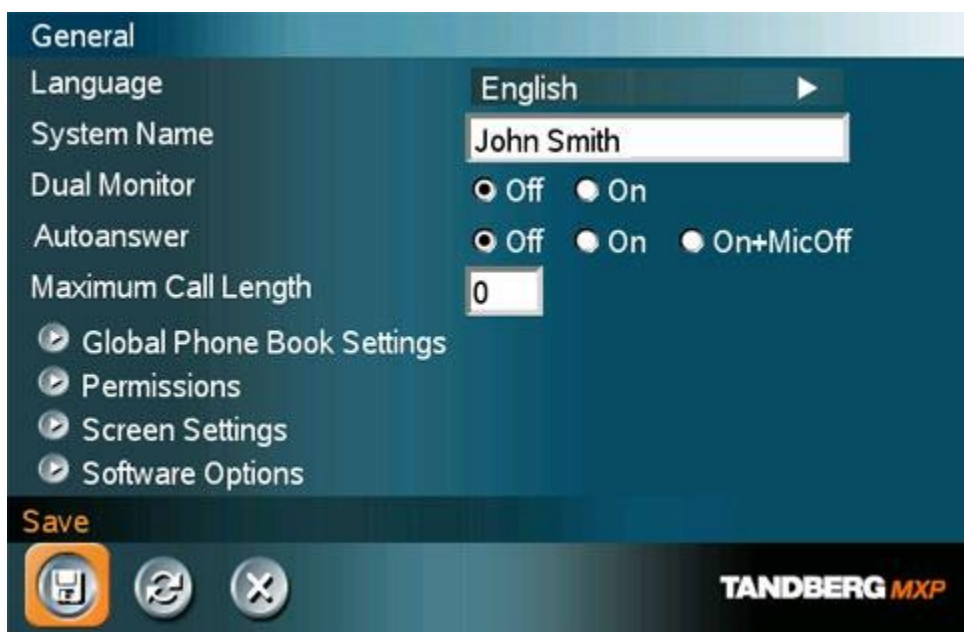 General
Language English
System Name John Smith
Dual Monitor Off On
Autoanswer Off On On+MicOff
Maximum Call Length 0
Global Phone Book Settings
Permissions
Screen Settings
Software Options
Save
TANDBERG MXP